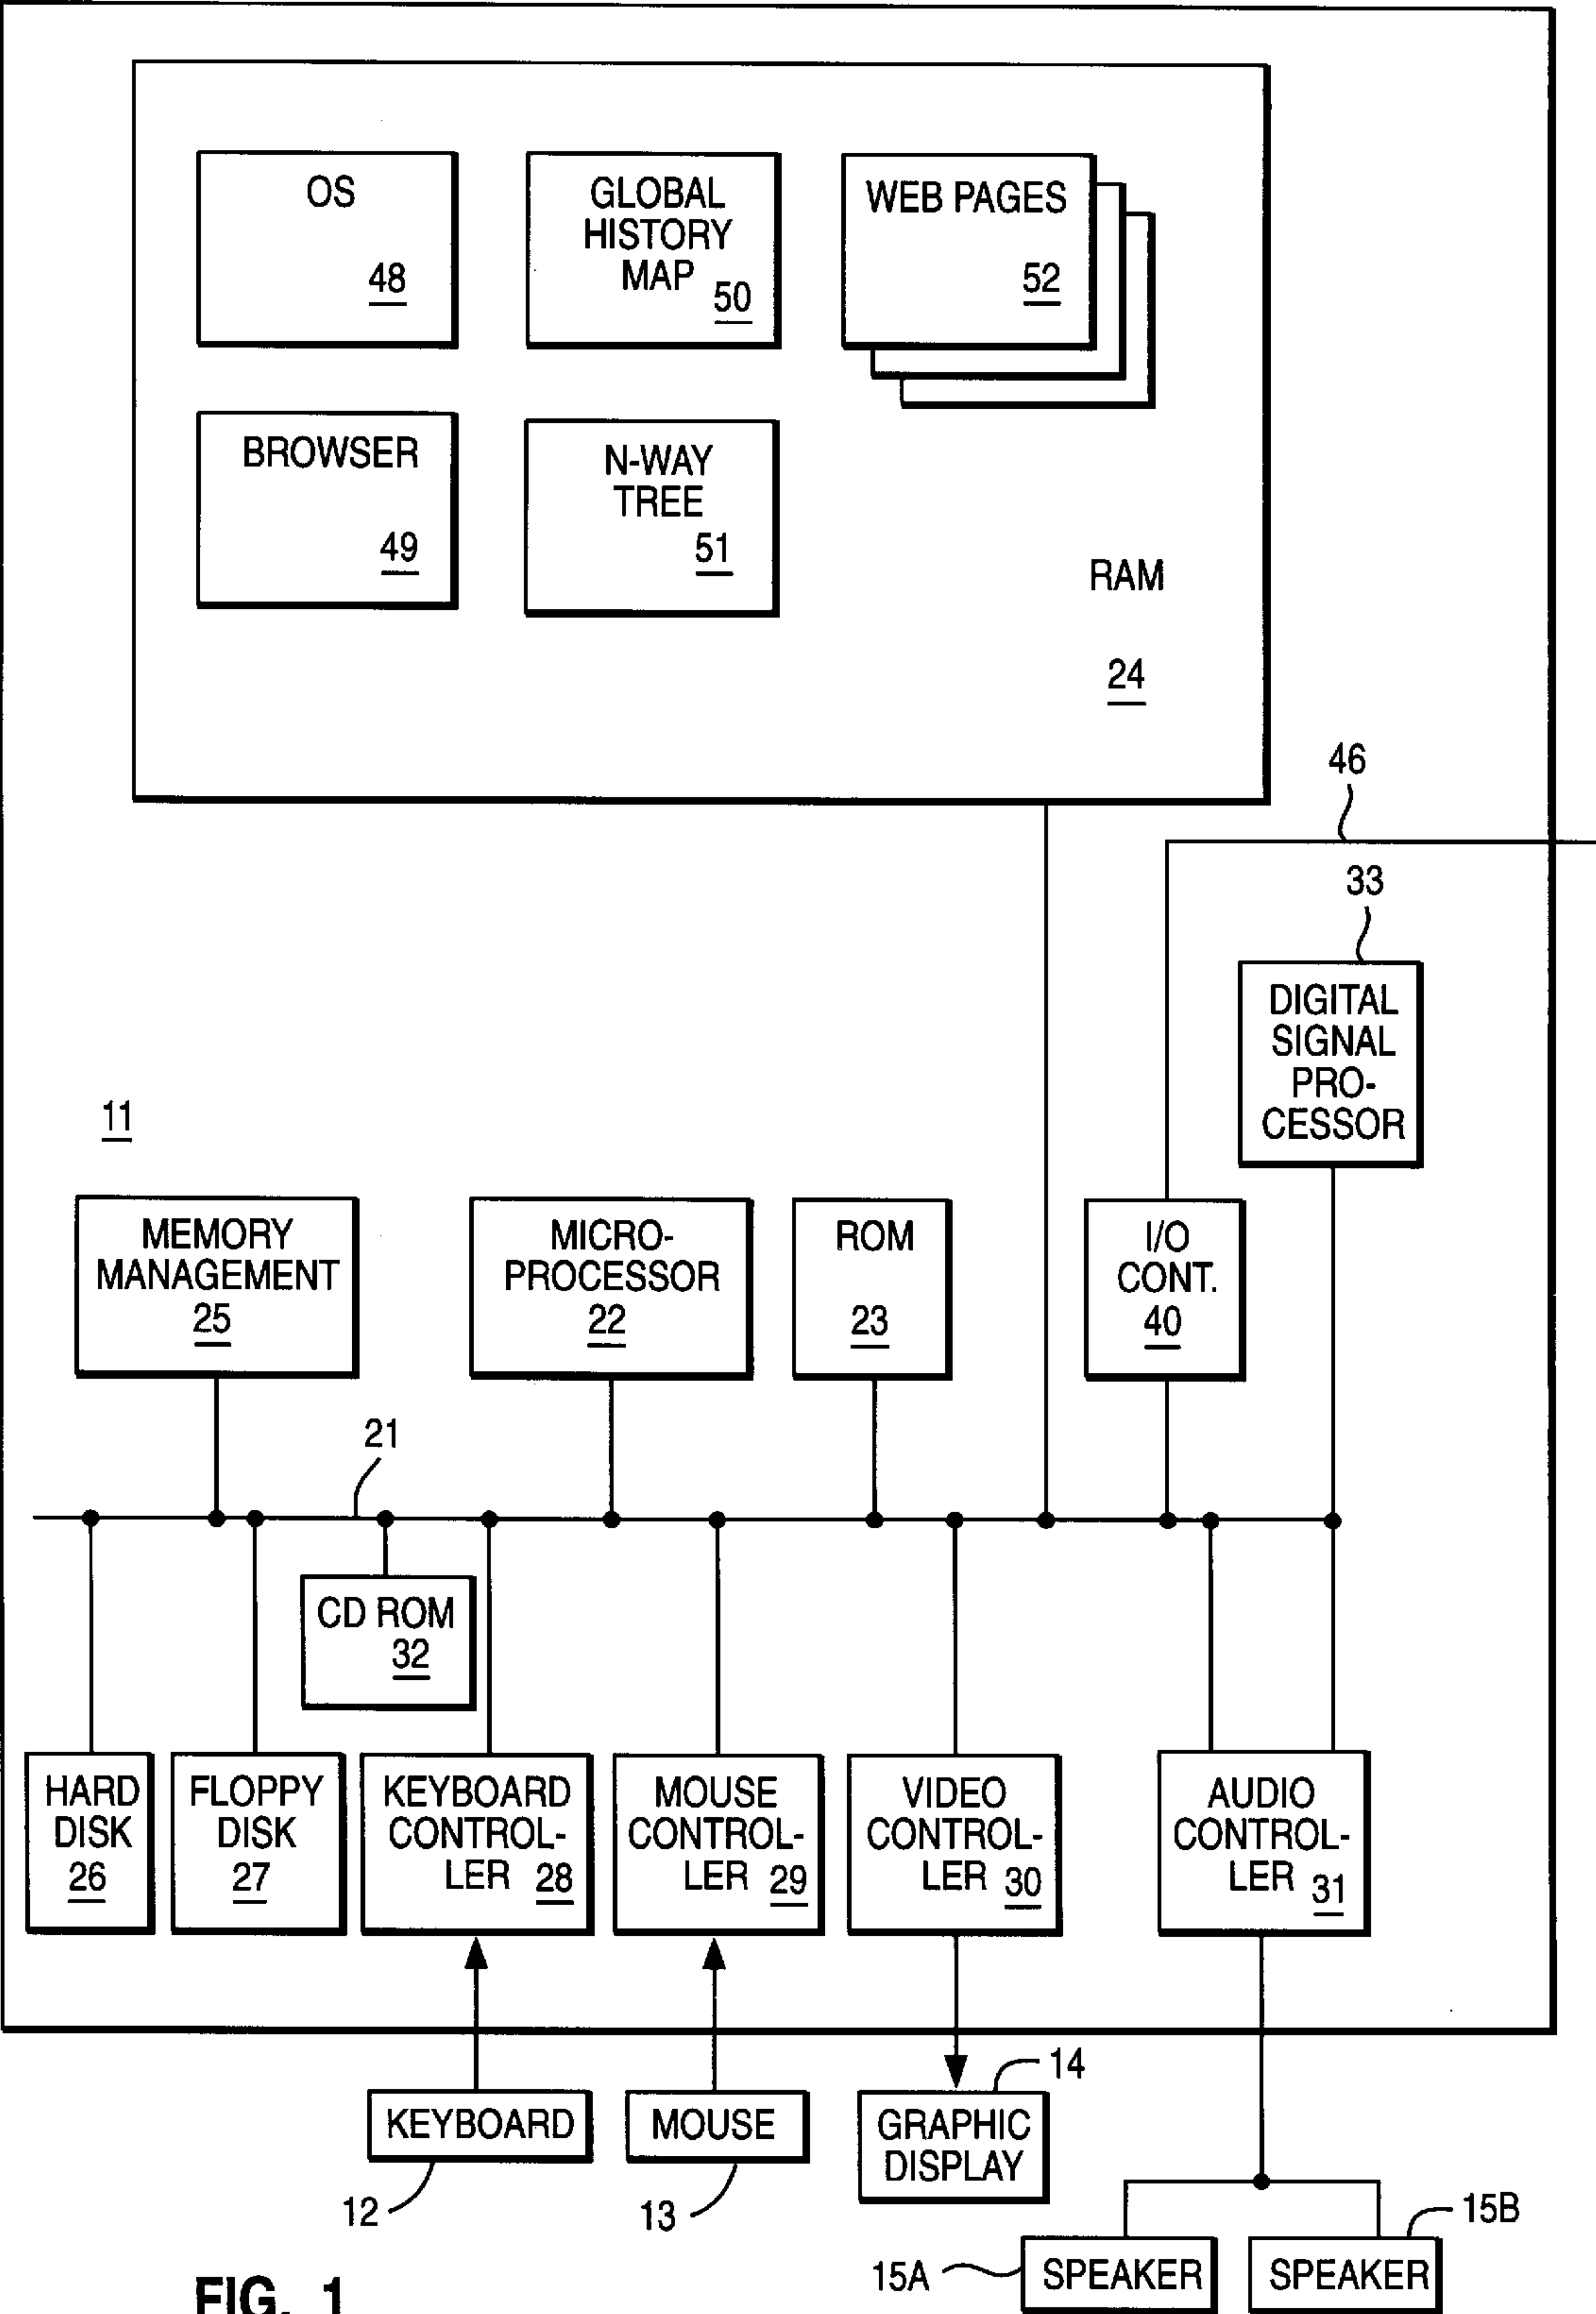 OS
48
GLOBAL
HISTORY
MAP
50
WEB PAGES
52
BROWSER
49
N-WAY
TREE
51
RAM
24
46
33
DIGITAL
SIGNAL
PRO-
CESSOR
11
MEMORY
MANAGEMENT
25
MICRO-
PROCESSOR
22
ROM
23
I/O
CONT.
40
21
CD ROM
32
HARD
DISK
26
FLOPPY
DISK
27
KEYBOARD
CONTROL-
LER 28
MOUSE
CONTROL-
LER 29
VIDEO
CONTROL-
LER 30
AUDIO
CONTROL-
LER 31
KEYBOARD
12
MOUSE
13
14
GRAPHIC
DISPLAY
15A
SPEAKER
15B
SPEAKER
FIG. 1